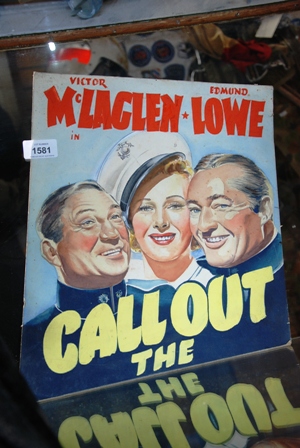 VICTOR EDMUND
McLAGLEN ★ LOWE
IN
1581
CALL OUT
THE